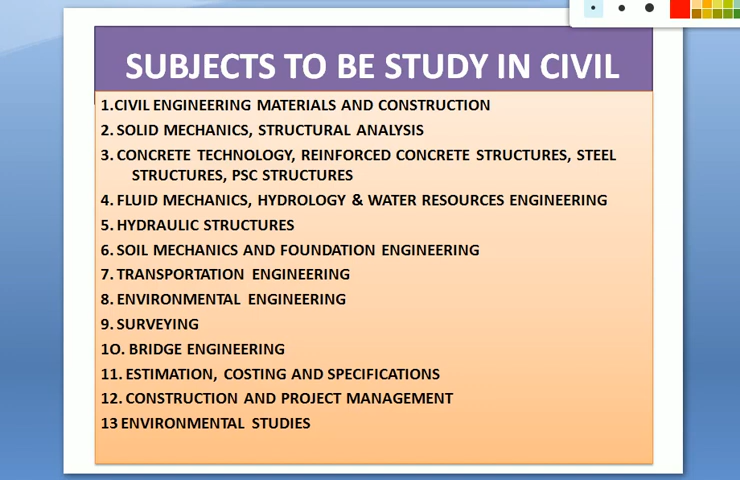 SUBJECTS TO BE STUDY IN CIVIL
1.CIVIL ENGINEERING MATERIALS AND CONSTRUCTION
2. SOLID MECHANICS, STRUCTURAL ANALYSIS
3. CONCRETE TECHNOLOGY, REINFORCED CONCRETE STRUCTURES, STEEL
STRUCTURES, PSC STRUCTURES
4. FLUID MECHANICS, HYDROLOGY & WATER RESOURCES ENGINEERING
5. HYDRAULIC STRUCTURES
6. SOIL MECHANICS AND FOUNDATION ENGINEERING
7. TRANSPORTATION ENGINEERING
8. ENVIRONMENTAL ENGINEERING
9. SURVEYING
1O. BRIDGE ENGINEERING
11. ESTIMATION, COSTING AND SPECIFICATIONS
12. CONSTRUCTION AND PROJECT MANAGEMENT
13 ENVIRONMENTAL STUDIES